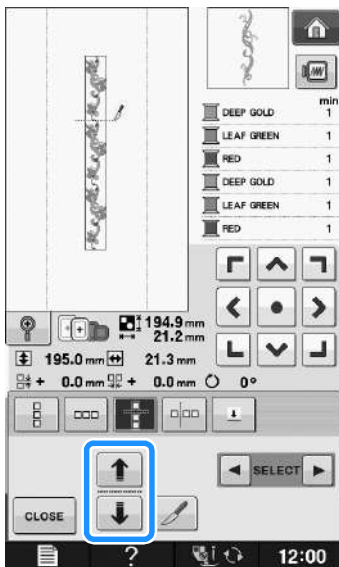 min
DEEP GOLD 1
LEAF GREEN 1
RED 1
DEEP GOLD 1
LEAF GREEN 1
RED 1
194.9 mm
21.2 mm
195.0 mm 21.3 mm
+ 0.0 mm + 0.0 mm 0°
SELECT
CLOSE
? 12:00